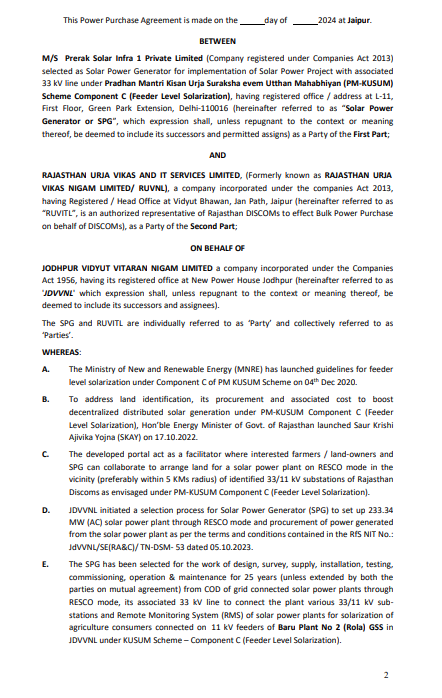 This Power Purchase Agreement is made on the ______day of ______2024 at Jaipur.
BETWEEN
M/S Prerak Solar Infra 1 Private Limited (Company registered under Companies Act 2013)
selected as Solar Power Generator for implementation of Solar Power Project with associated
33 kV line under Pradhan Mantri Kisan Urja Suraksha evem Utthan Mahabhiyan (PM-KUSUM)
Scheme Component C (Feeder Level Solarization), having registered office / address at L-11,
First Floor, Green Park Extension, Delhi-110016 (hereinafter referred to as “Solar Power
Generator or SPG”, which expression shall, unless repugnant to the context or meaning
thereof, be deemed to include its successors and permitted assigns) as a Party of the First Part;
AND
RAJASTHAN URJA VIKAS AND IT SERVICES LIMITED, (Formerly known as RAJASTHAN URJA
VIKAS NIGAM LIMITED/ RUVNL), a company incorporated under the companies Act 2013,
having Registered / Head Office at Vidyut Bhawan, Jan Path, Jaipur (hereinafter referred to as
“RUVITL”, is an authorized representative of Rajasthan DISCOMs to effect Bulk Power Purchase
on behalf of DISCOMs), as a Party of the Second Part;
ON BEHALF OF
JODHPUR VIDYUT VITARAN NIGAM LIMITED a company incorporated under the Companies
Act 1956, having its registered office at New Power House Jodhpur (hereinafter referred to as
'JDVVNL' which expression shall, unless repugnant to the context or meaning thereof, be
deemed to include its successors and assignees).
The SPG and RUVITL are individually referred to as ‘Party’ and collectively referred to as
‘Parties’.
WHEREAS:
A. The Ministry of New and Renewable Energy (MNRE) has launched guidelines for feeder
level solarization under Component C of PM KUSUM Scheme on 04th Dec 2020.
B. To address land identification, its procurement and associated cost to boost
decentralized distributed solar generation under PM-KUSUM Component C (Feeder
Level Solarization), Hon'ble Energy Minister of Govt. of Rajasthan launched Saur Krishi
Ajivika Yojna (SKAY) on 17.10.2022.
C. The developed portal act as a facilitator where interested farmers / land-owners and
SPG can collaborate to arrange land for a solar power plant on RESCO mode in the
vicinity (preferably within 5 KMs radius) of identified 33/11 kV substations of Rajasthan
Discoms as envisaged under PM-KUSUM Component C (Feeder Level Solarization).
D. JDVVNL initiated a selection process for Solar Power Generator (SPG) to set up 233.34
MW (AC) solar power plant through RESCO mode and procurement of power generated
from the solar power plant as per the terms and conditions contained in the RfS NIT No.:
JdVVNL/SE(RA&C)/ TN-DSM- 53 dated 05.10.2023.
E. The SPG has been selected for the work of design, survey, supply, installation, testing,
commissioning, operation & maintenance for 25 years (unless extended by both the
parties on mutual agreement) from COD of grid connected solar power plants through
RESCO mode, its associated 33 kV line to connect the plant various 33/11 kV sub-
stations and Remote Monitoring System (RMS) of solar power plants for solarization of
agriculture consumers connected on 11 kV feeders of Baru Plant No 2 (Rola) GSS in
JDVVNL under KUSUM Scheme – Component C (Feeder Level Solarization).
2